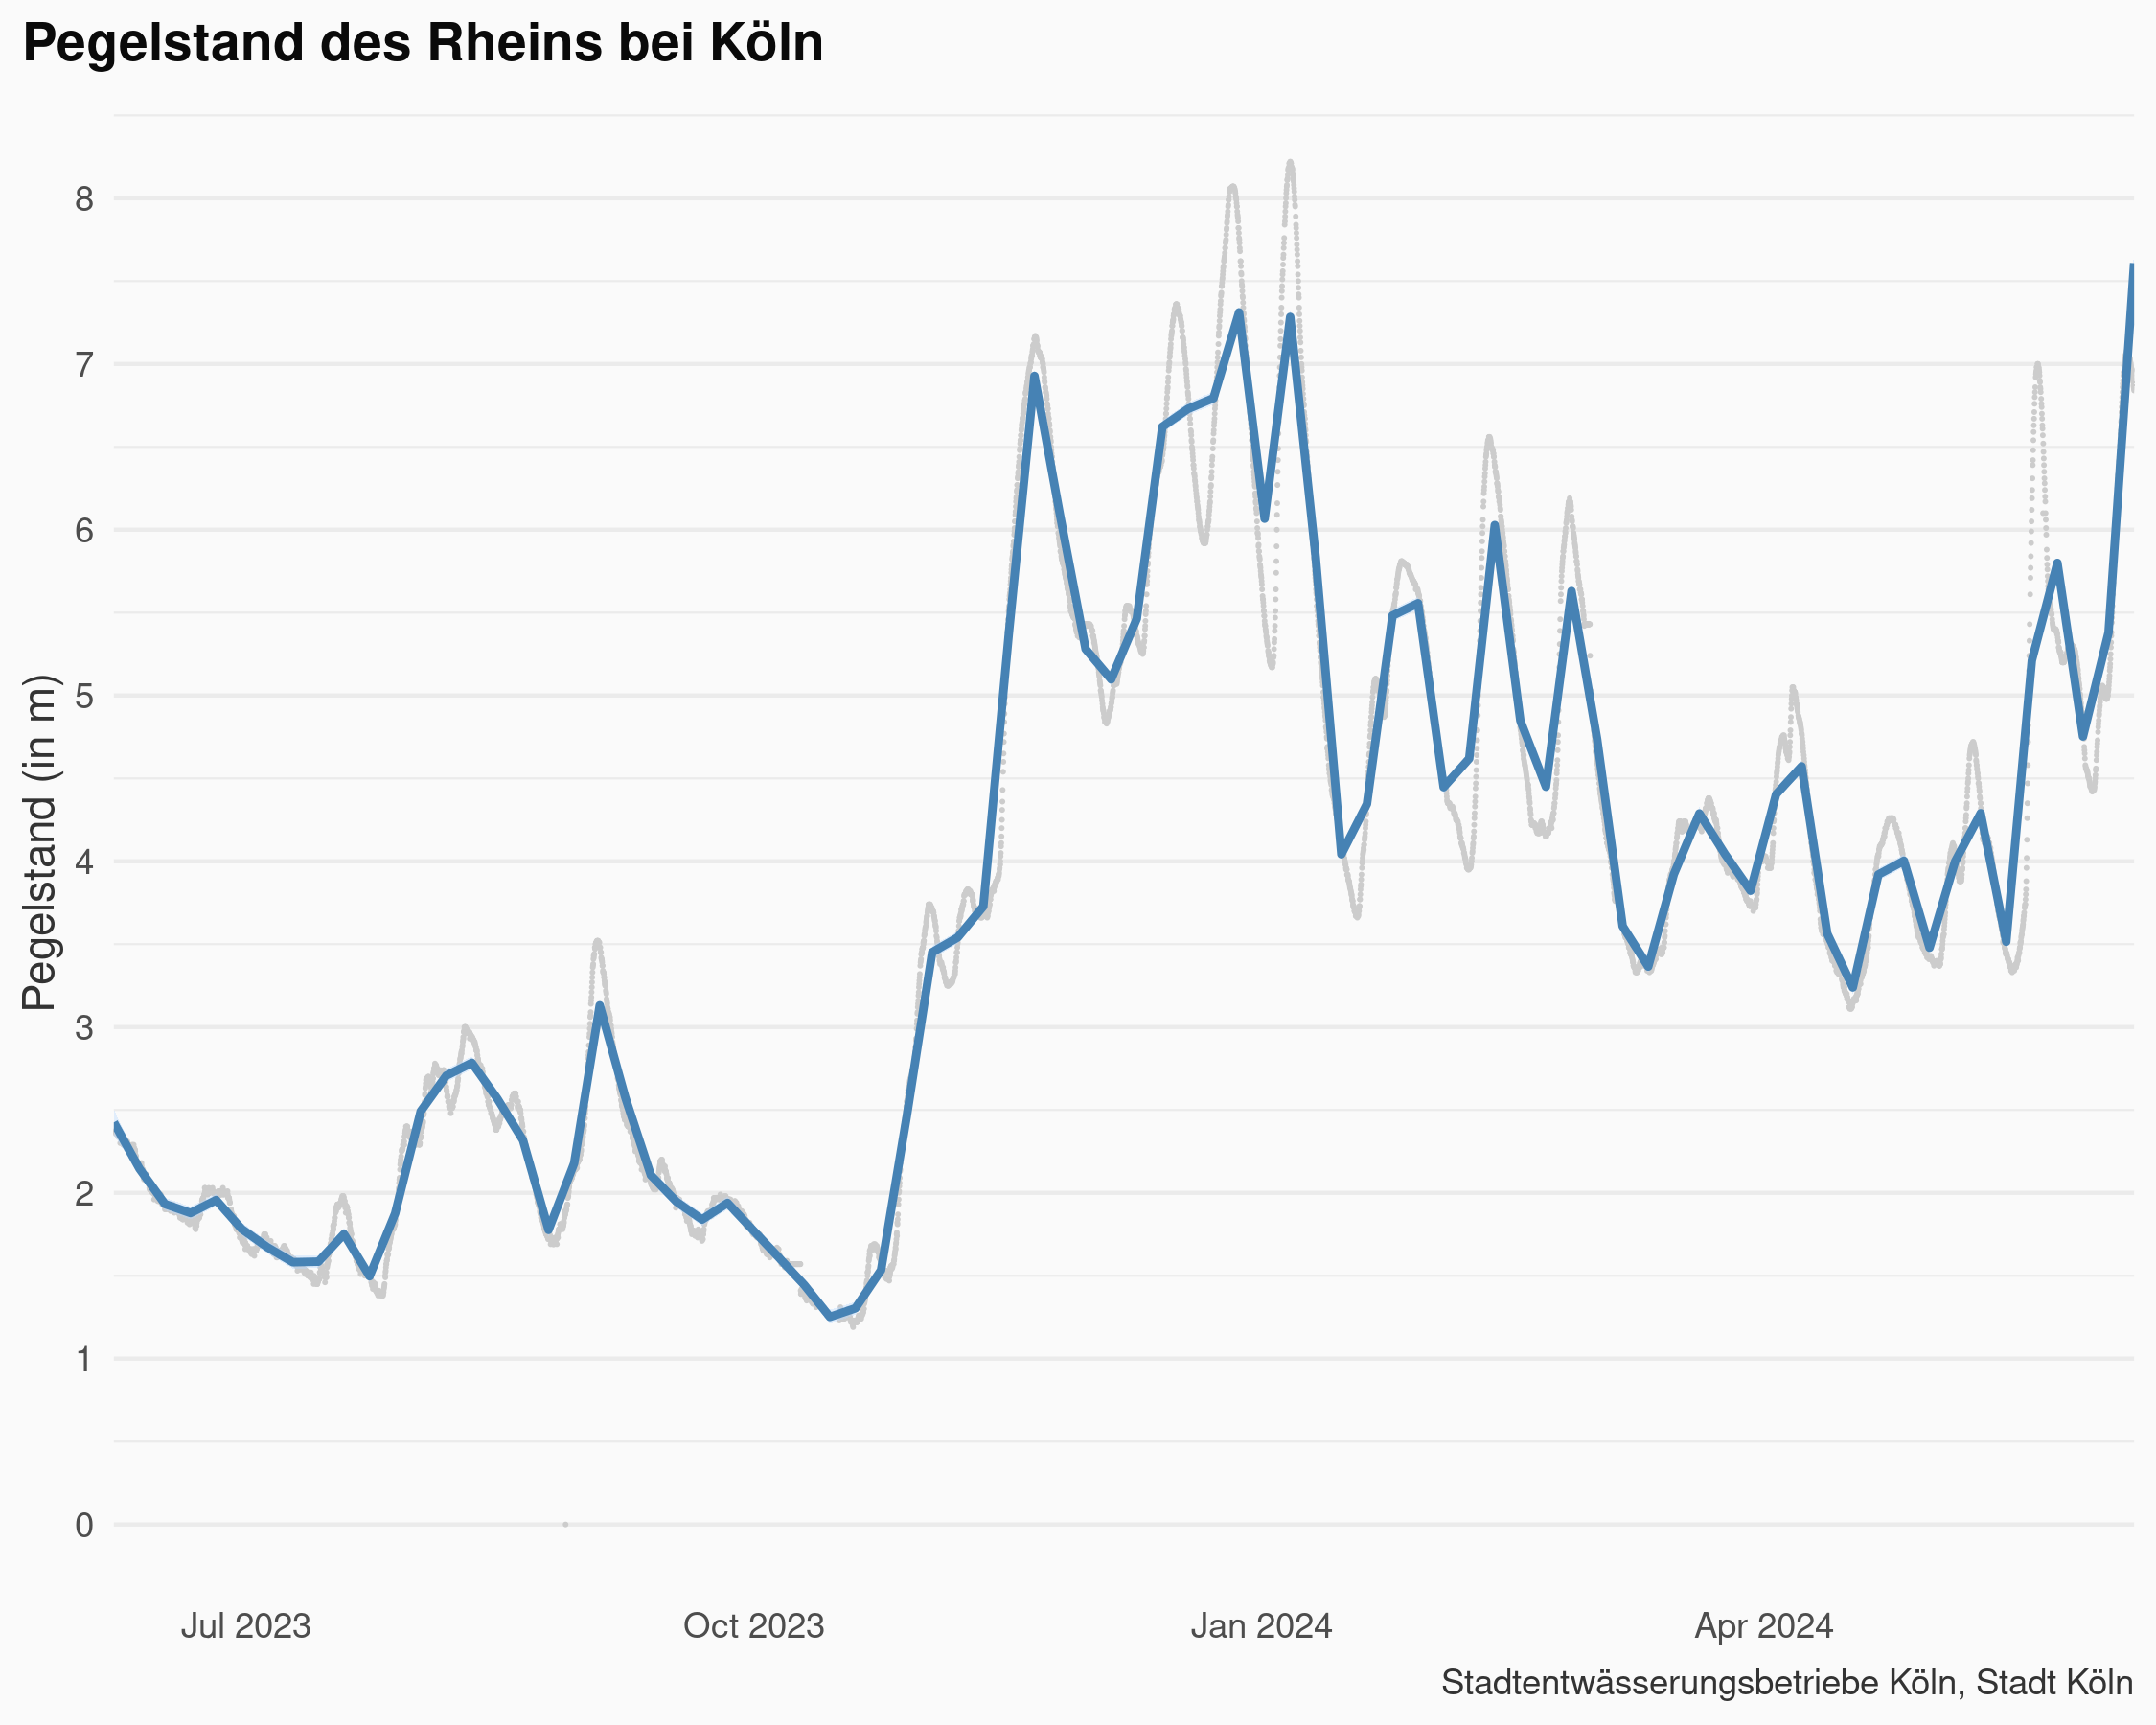 Pegelstand des Rheins bei Köln
Pegelstand (in m)
8
7
6
5
4
3
2
1
0
Jul 2023
Oct 2023
Jan 2024
Apr 2024
Stadtentwässerungsbetriebe Köln, Stadt Köln